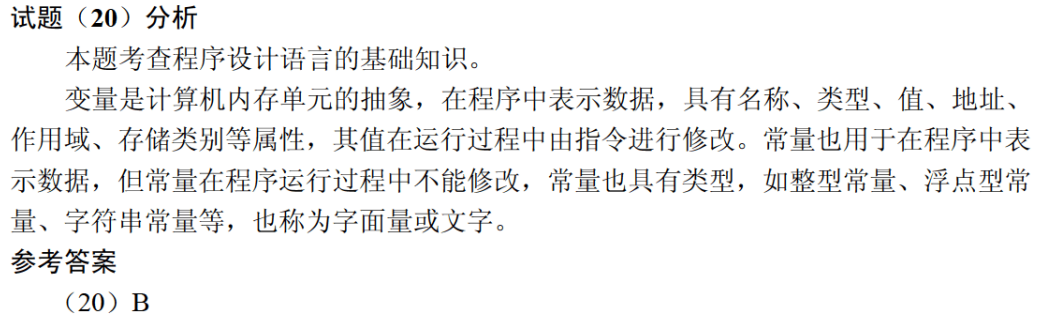 试题（20）分析
本题考查程序设计语言的基础知识。
变量是计算机内存单元的抽象，在程序中表示数据，具有名称、类型、值、地址、
作用域、存储类别等属性，其值在运行过程中由指令进行修改。常量也用于在程序中表
示数据，但常量在程序运行过程中不能修改，常量也具有类型，如整型常量、浮点型常
量、字符串常量等，也称为字面量或文字。
参考答案
（20）B